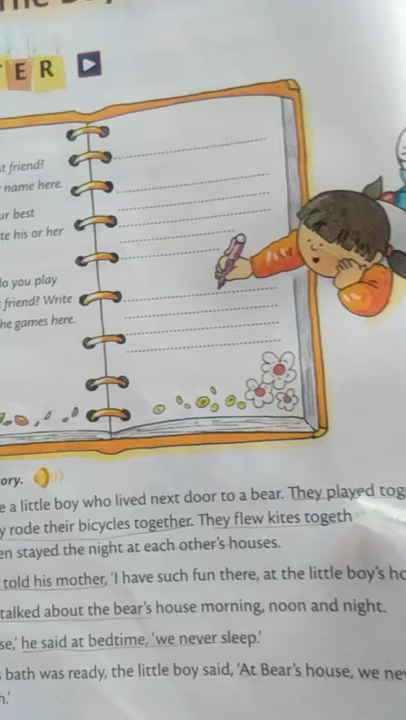 E R
st friend?
name here.
ur best
te his or her
do you play
friend? Write
he games here.
ory.
e a little boy who lived next door to a bear. They played tog
y rode their bicycles together. They flew kites togeth
en stayed the night at each other's houses.
told his mother, 'I have such fun there, at the little boy's ho
talked about the bear's house morning, noon and night.
se,' he said at bedtime, 'we never sleep.'
bath was ready, the little boy said, 'At Bear's house, we nev
n.'